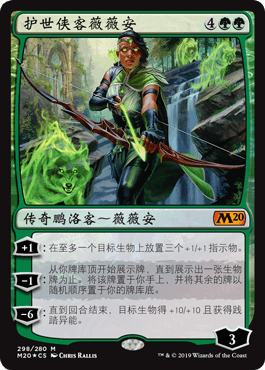 护世侠客薇薇安 4
传奇鹏洛客～薇薇安 M20
+1：在至多一个目标生物上放置三个+1/+1指示物。
从你牌库顶开始展示牌，直到展示出一张生物
-1：牌为止。将该牌置于你手上，并将其余的牌以
随机顺序置于你的牌库底。
-6：直到回合结束，目标生物得+10/+10且获得践
踏异能。
3
298/280 M
M20★CS CHRIS RALLIS
™ & © 2019 Wizards of the Coast